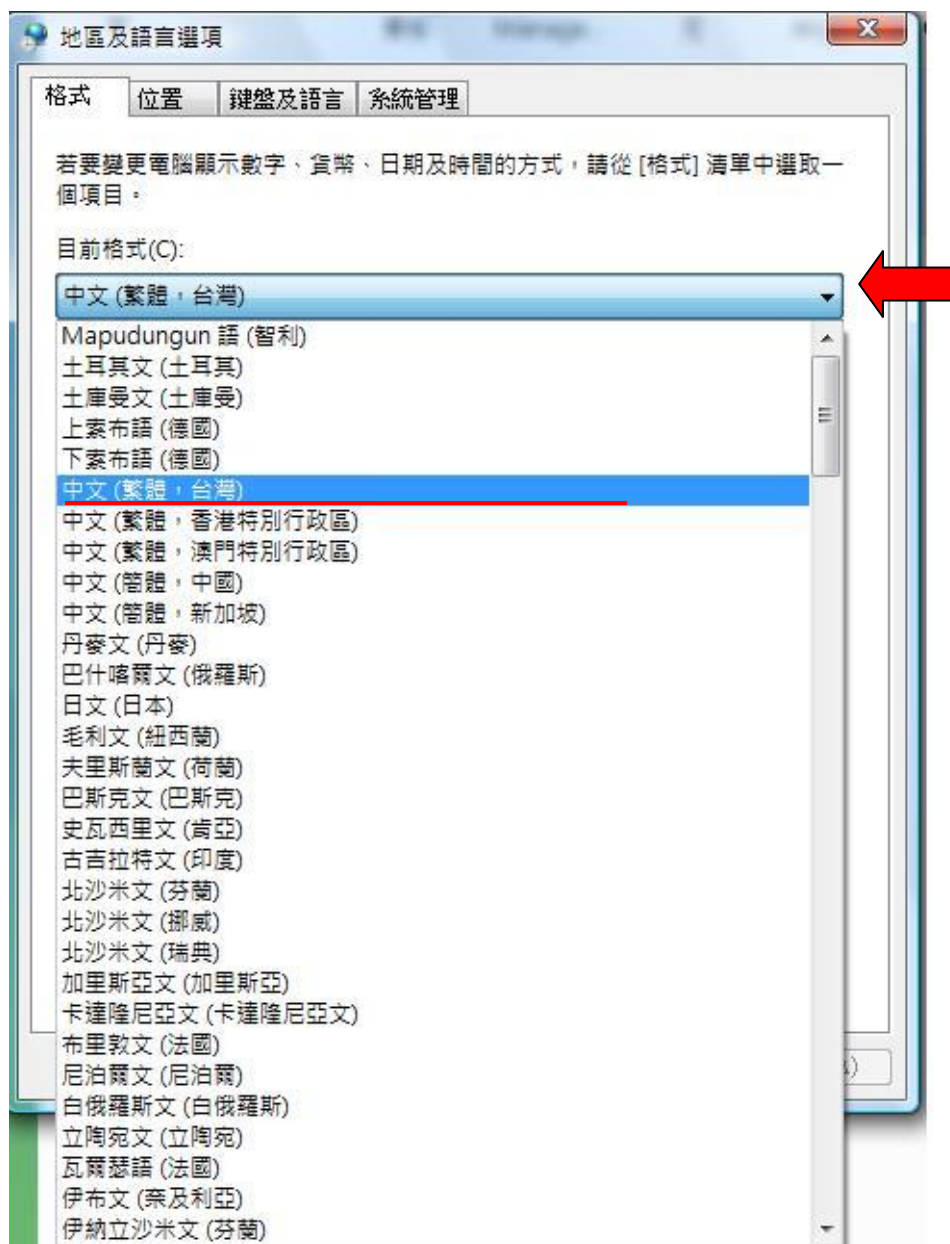 地區及語言選項
格式 位置 鍵盤及語言 系統管理
若要變更電腦顯示數字、貨幣、日期及時間的方式，請從 [格式] 清單中選取一
個項目。
目前格式(C):
中文 (繁體，台灣)
Mapudungun 語 (智利)
土耳其文 (土耳其)
土庫曼文 (土庫曼)
上索布語 (德國)
下索布語 (德國)
中文 (繁體，台灣)
中文 (繁體，香港特別行政區)
中文 (繁體，澳門特別行政區)
中文 (簡體，中國)
中文 (簡體，新加坡)
丹麥文 (丹麥)
巴什喀爾文 (俄羅斯)
日文 (日本)
毛利文 (紐西蘭)
夫里斯蘭文 (荷蘭)
巴斯克文 (巴斯克)
史瓦西里文 (肯亞)
古吉拉特文 (印度)
北沙米文 (芬蘭)
北沙米文 (挪威)
北沙米文 (瑞典)
加里斯亞文 (加里斯亞)
卡達隆尼亞文 (卡達隆尼亞文)
布里敦文 (法國)
尼泊爾文 (尼泊爾)
白俄羅斯文 (白俄羅斯)
立陶宛文 (立陶宛)
瓦爾瑟語 (法國)
伊布文 (奈及利亞)
伊納立沙米文 (芬蘭)